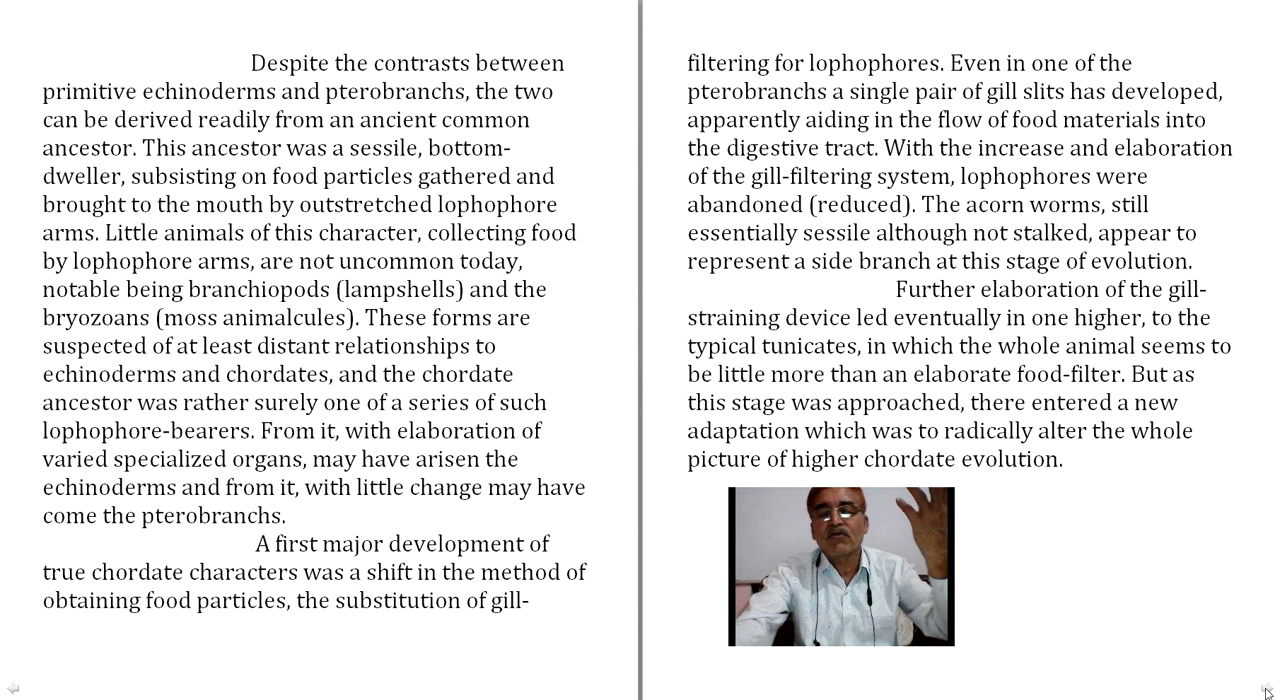 Despite the contrasts between
primitive echinoderms and pterobranchs, the two
can be derived readily from an ancient common
ancestor. This ancestor was a sessile, bottom-
dweller, subsisting on food particles gathered and
brought to the mouth by outstretched lophophore
arms. Little animals of this character, collecting food
by lophophore arms, are not uncommon today,
notable being branchiopods (lampshells) and the
bryozoans (moss animalcules). These forms are
suspected of at least distant relationships to
echinoderms and chordates, and the chordate
ancestor was rather surely one of a series of such
lophophore-bearers. From it, with elaboration of
varied specialized organs, may have arisen the
echinoderms and from it, with little change may have
come the pterobranchs.
A first major development of
true chordate characters was a shift in the method of
obtaining food particles, the substitution of gill-
filtering for lophophores. Even in one of the
pterobranchs a single pair of gill slits has developed,
apparently aiding in the flow of food materials into
the digestive tract. With the increase and elaboration
of the gill-filtering system, lophophores were
abandoned (reduced). The acorn worms, still
essentially sessile although not stalked, appear to
represent a side branch at this stage of evolution.
Further elaboration of the gill-
straining device led eventually in one higher, to the
typical tunicates, in which the whole animal seems to
be little more than an elaborate food-filter. But as
this stage was approached, there entered a new
adaptation which was to radically alter the whole
picture of higher chordate evolution.